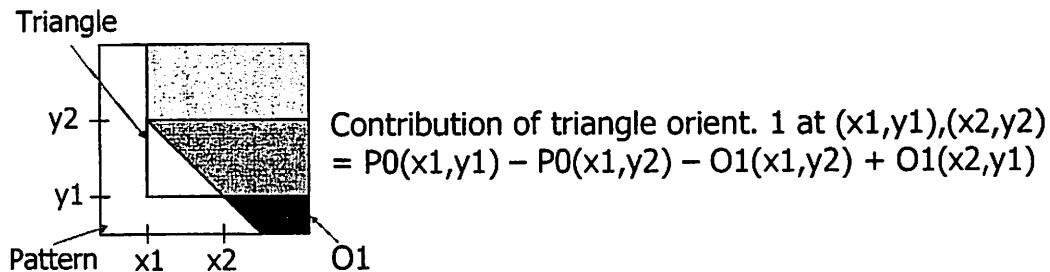 Triangle
y2
Contribution of triangle orient. 1 at (x1,y1),(x2,y2)
= P0(x1,y1) – P0(x1,y2) – O1(x1,y2) + O1(x2,y1)
y1
Pattern x1 x2 O1